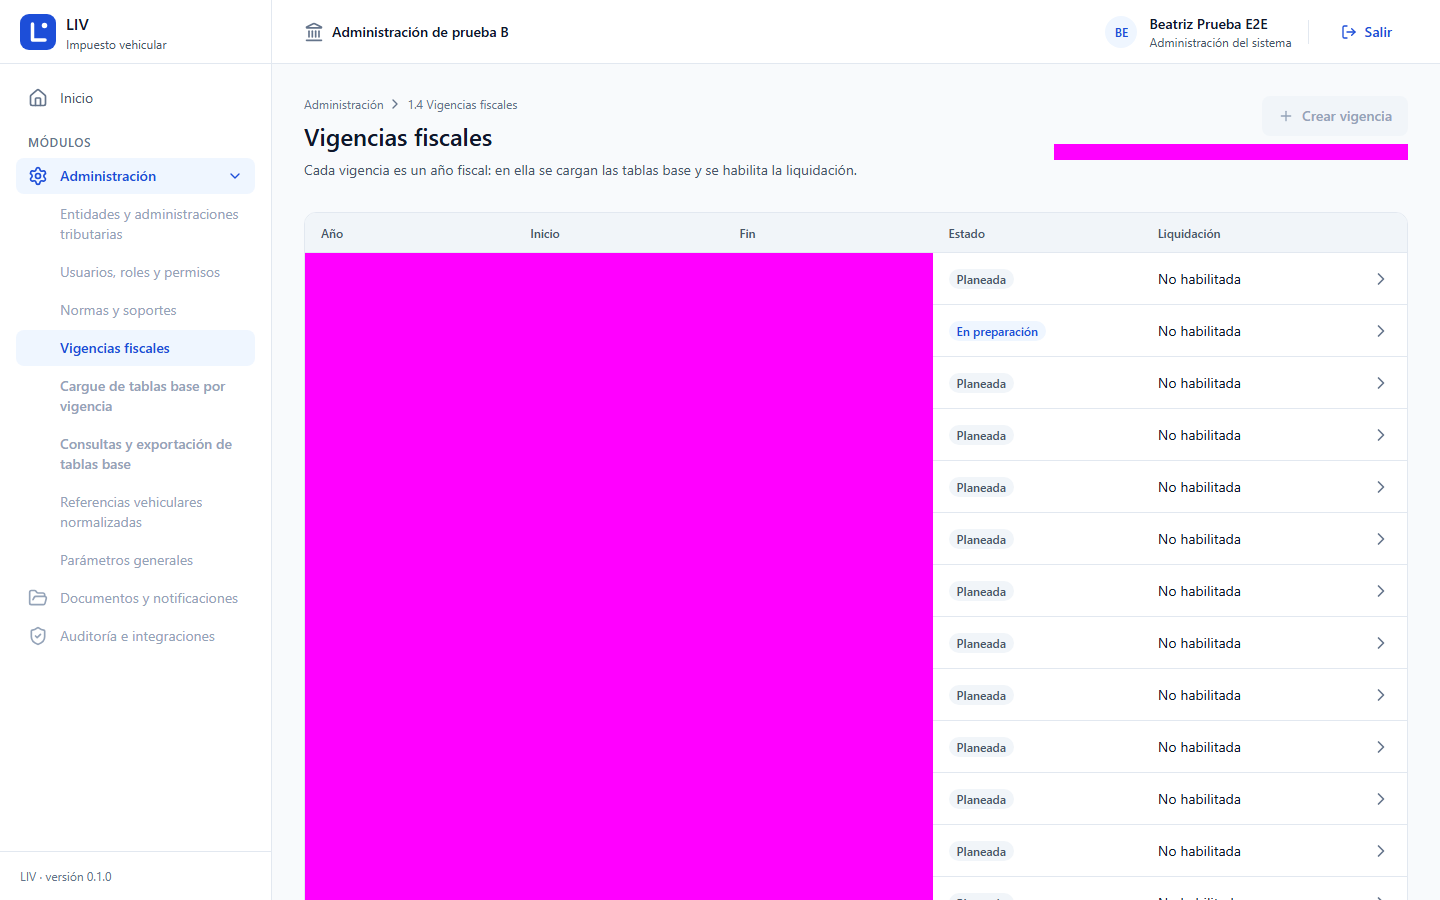 LIV
Impuesto vehicular
Administración de prueba B
BE
Beatriz Prueba E2E
Administración del sistema
Salir
Inicio
MÓDULOS
Administración
Entidades y administraciones
tributarias
Usuarios, roles y permisos
Normas y soportes
Vigencias fiscales
Cargue de tablas base por
vigencia
Consultas y exportación de
tablas base
Referencias vehiculares
normalizadas
Parámetros generales
Documentos y notificaciones
Auditoría e integraciones
LIV · versión 0.1.0
Administración > 1.4 Vigencias fiscales
Vigencias fiscales
Cada vigencia es un año fiscal: en ella se cargan las tablas base y se habilita la liquidación.
+ Crear vigencia
Año Inicio Fin Estado Liquidación
Planeada No habilitada
En preparación No habilitada
Planeada No habilitada
Planeada No habilitada
Planeada No habilitada
Planeada No habilitada
Planeada No habilitada
Planeada No habilitada
Planeada No habilitada
Planeada No habilitada
Planeada No habilitada
Planeada No habilitada